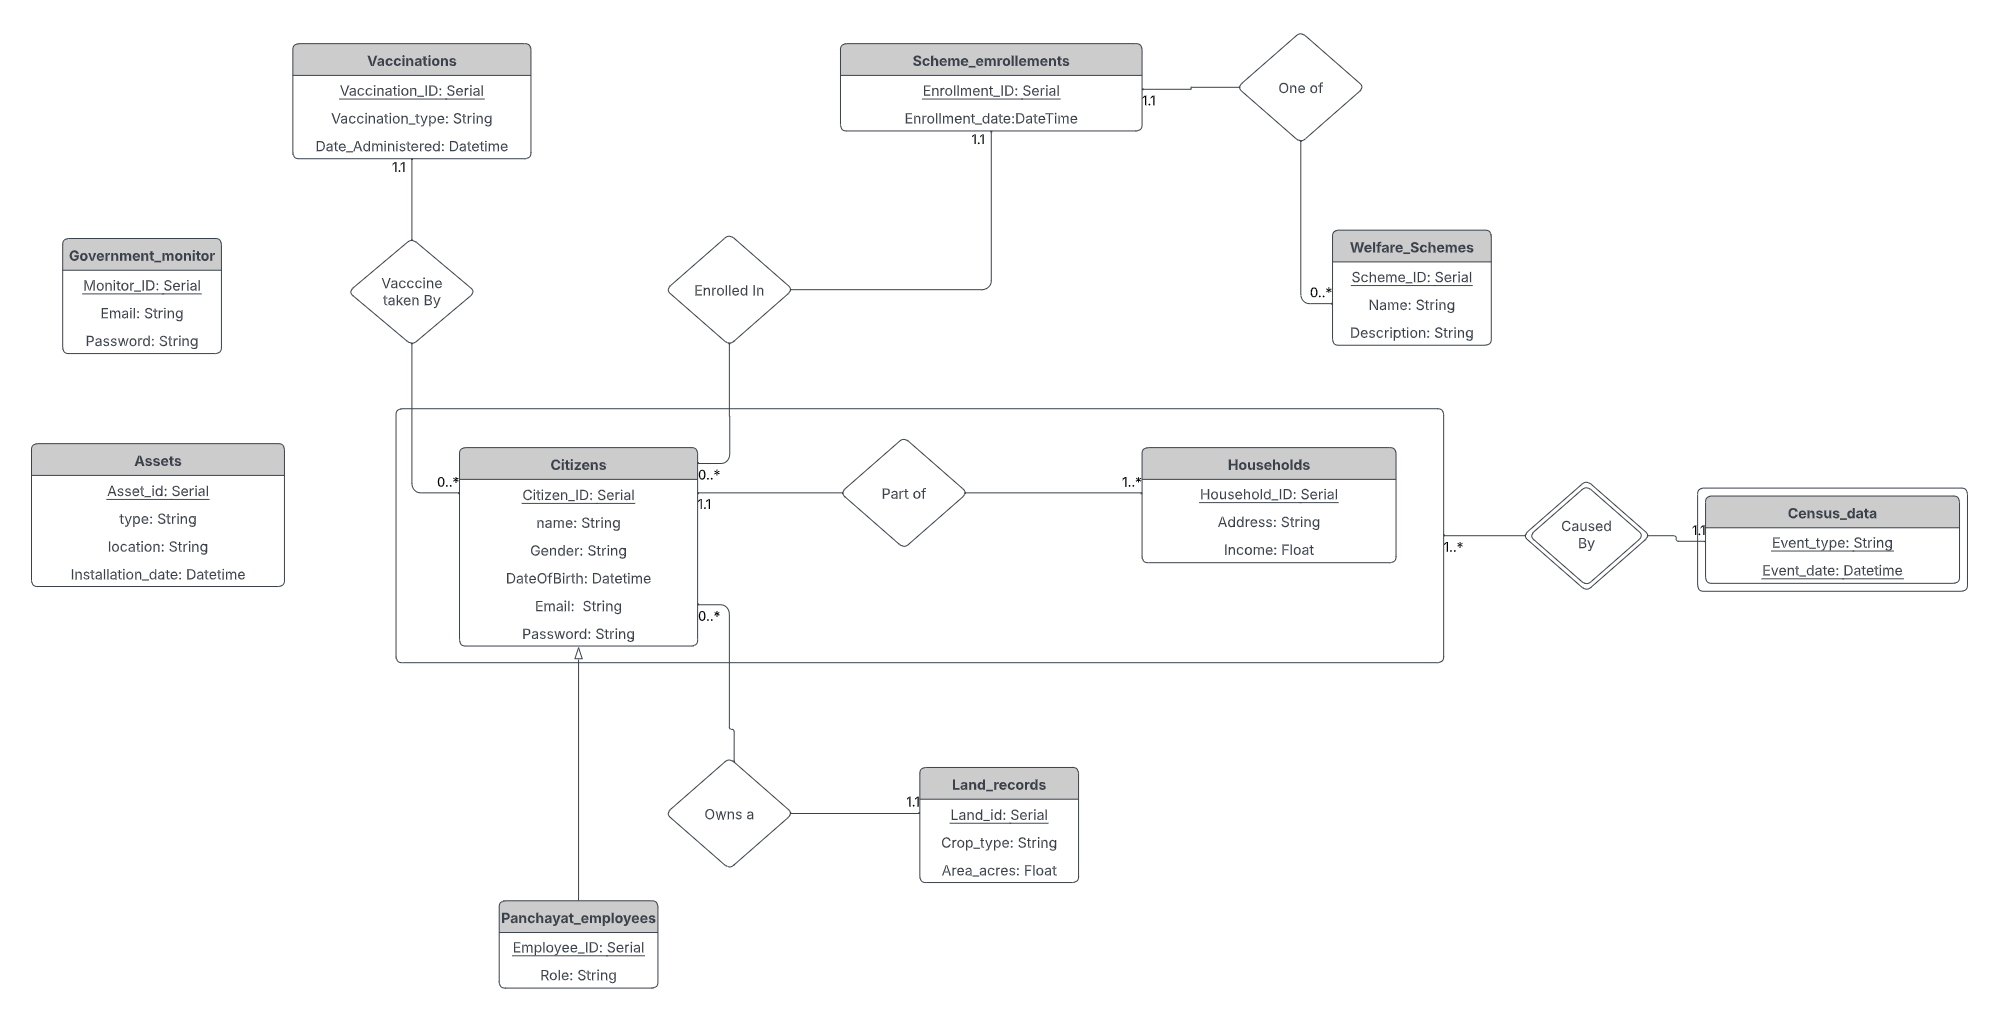 Vaccinations
Vaccination_ID: Serial
Vaccination_type: String
Date_Administered: Datetime
1.1
Scheme_emrollements
Enrollment_ID: Serial
Enrollment_date:DateTime
1.1
1.1
One of
Government_monitor
Monitor_ID: Serial
Email: String
Password: String
Vacccine
taken By
Enrolled In
Welfare_Schemes
Scheme_ID: Serial
Name: String
Description: String
0..*
Assets
Asset_id: Serial
type: String
location: String
Installation_date: Datetime
0..*
Citizens
Citizen_ID: Serial
name: String
Gender: String
DateOfBirth: Datetime
Email:  String
Password: String
0..*
1.1
0..*
Part of
1..*
Households
Household_ID: Serial
Address: String
Income: Float
1..*
Caused
By
1.1
Census_data
Event_type: String
Event_date: Datetime
Owns a
1.1
Land_records
Land_id: Serial
Crop_type: String
Area_acres: Float
Panchayat_employees
Employee_ID: Serial
Role: String